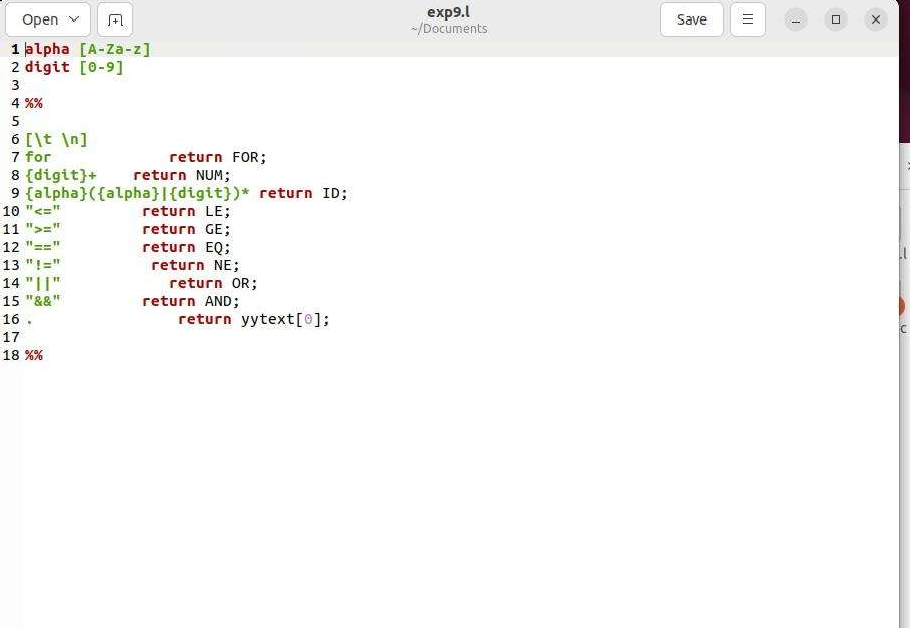 Open
exp9.l
~/Documents
Save
1 alpha [A-Za-z]
2 digit [0-9]
3
4 %%
5
6 [\t \n]
7 for return FOR;
8 {digit}+ return NUM;
9 {alpha}({alpha}|{digit})* return ID;
10 "<=" return LE;
11 ">=" return GE;
12 "==" return EQ;
13 "!=" return NE;
14 "||" return OR;
15 "&&" return AND;
16 . return yytext[0];
17
18 %%
.l
c